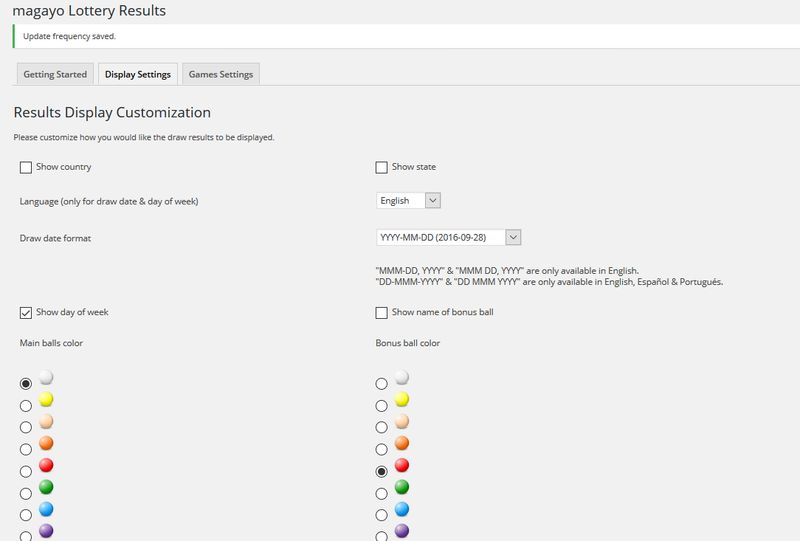 magayo Lottery Results
Update frequency saved.
Getting Started
Display Settings
Games Settings
Results Display Customization
Please customize how you would like the draw results to be displayed.
Show country
Show state
Language (only for draw date & day of week)
English
Draw date format
YYYY-MM-DD (2016-09-28)
"MMM-DD, YYYY" & "MMM DD, YYYY" are only available in English.
"DD-MMM-YYYY" & "DD MMM YYYY" are only available in English, Español & Português.
Show day of week
Show name of bonus ball
Main balls color
Bonus ball color